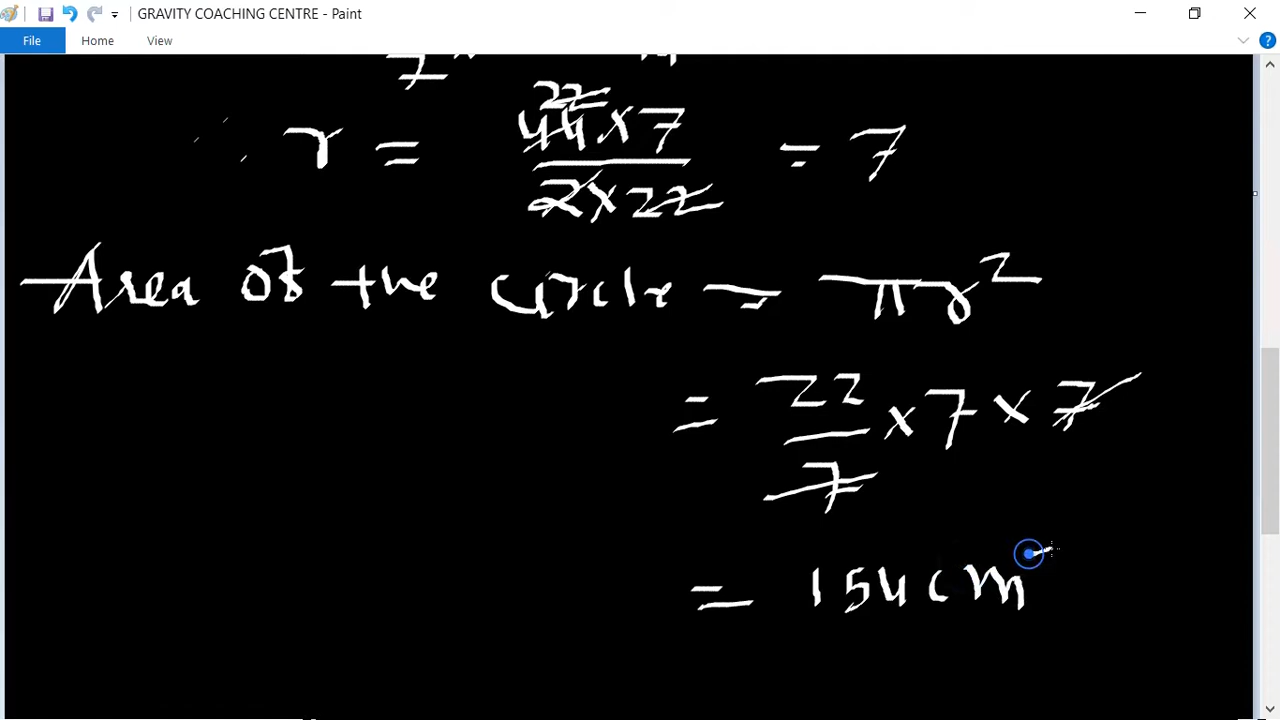 GRAVITY COACHING CENTRE - Paint
File Home View
∴ r = 44×7 / 2×22 = 7
Area of the circle = πr²
= 22/7 × 7 × 7
= 154 cm